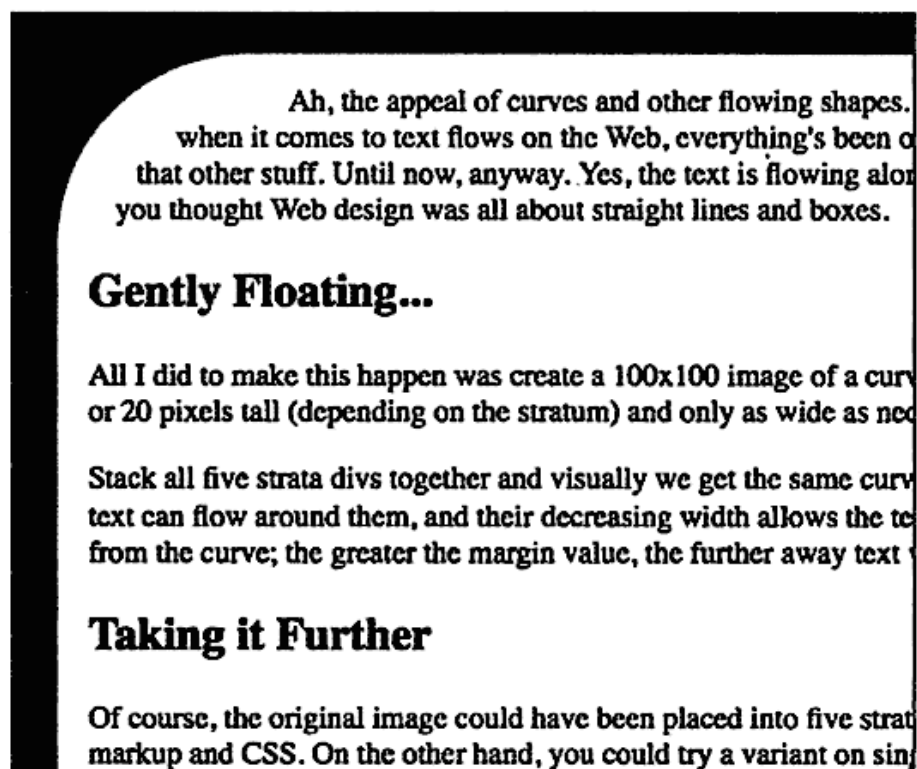 Ah, the appeal of curves and other flowing shapes.
when it comes to text flows on the Web, everything's been
that other stuff. Until now, anyway. Yes, the text is flowing
you thought Web design was all about straight lines and boxes.
Gently Floating...
All I did to make this happen was create a 100x100 image of a
or 20 pixels tall (depending on the stratum) and only as wide as
Stack all five strata divs together and visually we get the same
text can flow around them, and their decreasing width allows the
from the curve; the greater the margin value, the further away text
Taking it Further
Of course, the original image could have been placed into five
markup and CSS. On the other hand, you could try a variant on